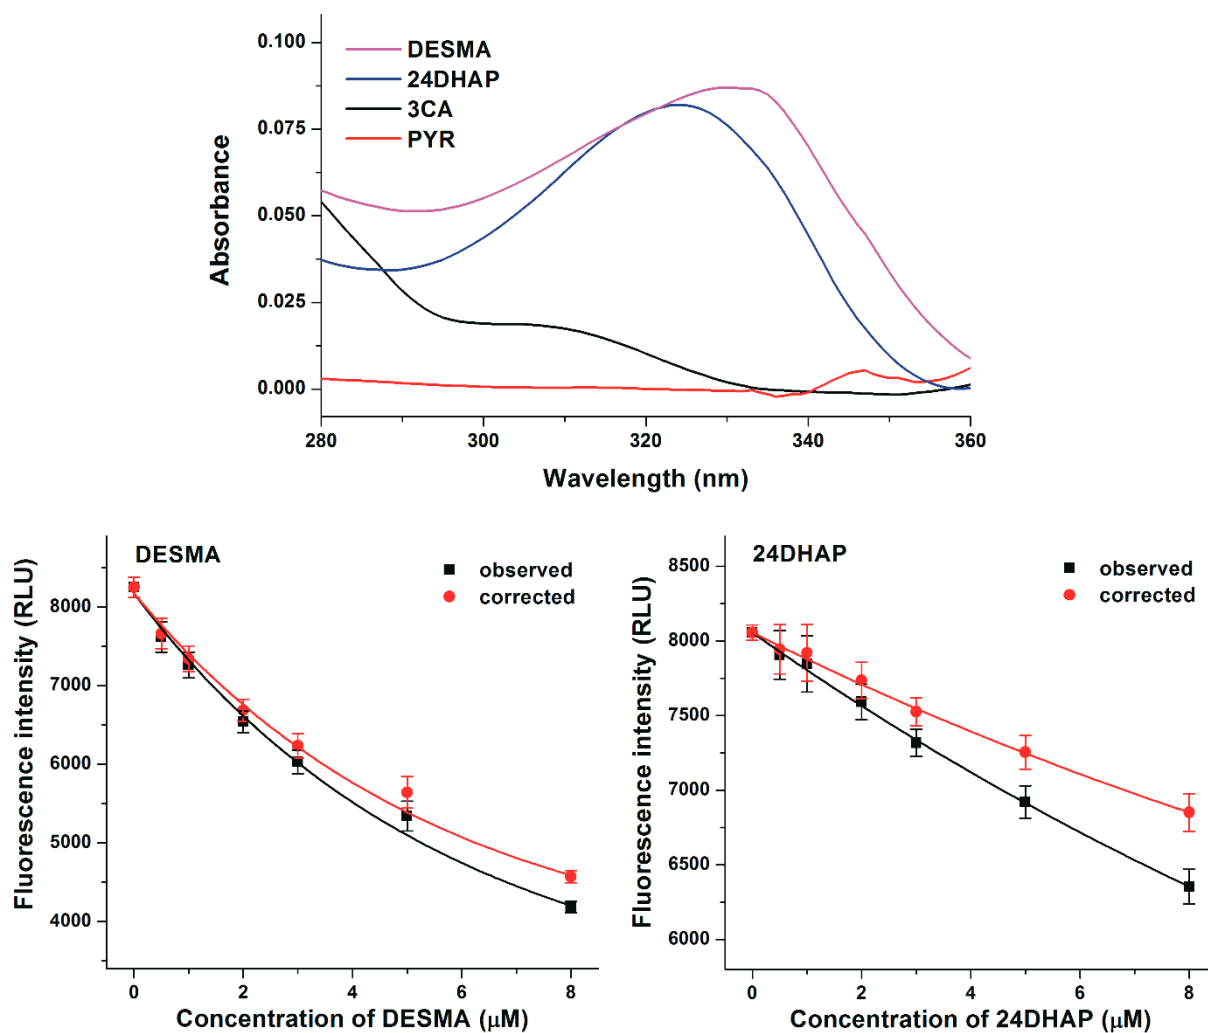 DESMA
24DHAP
3CA
PYR
0.100
0.075
0.050
0.025
0.000
Absorbance
280
300
320
340
360
Wavelength (nm)
DESMA
observed
corrected
8000
7000
6000
5000
4000
Fluorescence intensity (RLU)
0
2
4
6
8
Concentration of DESMA (μM)
24DHAP
observed
corrected
8500
8000
7500
7000
6500
6000
Fluorescence intensity (RLU)
0
2
4
6
8
Concentration of 24DHAP (μM)